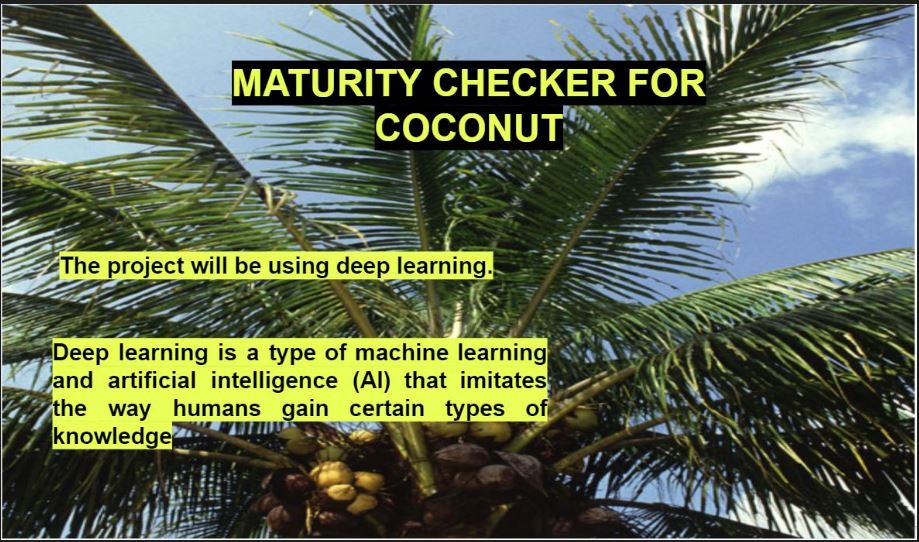 MATURITY CHECKER FOR
COCONUT
The project will be using deep learning.
Deep learning is a type of machine learning
and artificial intelligence (AI) that imitates
the way humans gain certain types of
knowledge